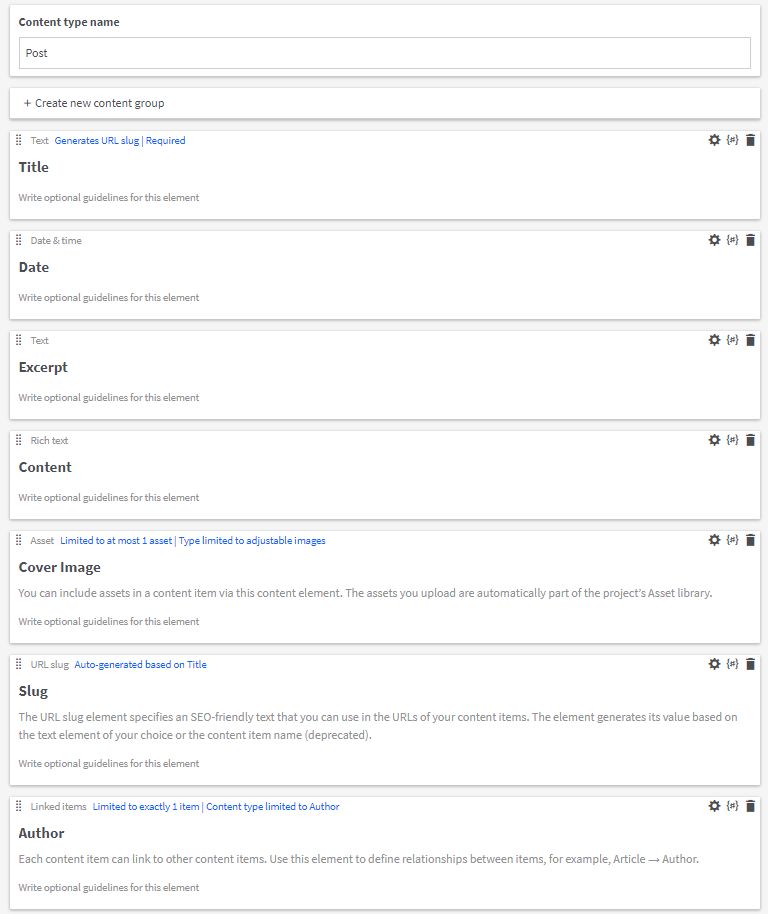 Content type name
Post
+ Create new content group
Text Generates URL slug | Required
{#}
Title
Write optional guidelines for this element
Date & time
{#}
Date
Write optional guidelines for this element
Text
{#}
Excerpt
Write optional guidelines for this element
Rich text
{#}
Content
Write optional guidelines for this element
Asset Limited to at most 1 asset | Type limited to adjustable images
{#}
Cover Image
You can include assets in a content item via this content element. The assets you upload are automatically part of the project's Asset library.
Write optional guidelines for this element
URL slug Auto-generated based on Title
{#}
Slug
The URL slug element specifies an SEO-friendly text that you can use in the URLs of your content items. The element generates its value based on
the text element of your choice or the content item name (deprecated).
Write optional guidelines for this element
Linked items Limited to exactly 1 item | Content type limited to Author
{#}
Author
Each content item can link to other content items. Use this element to define relationships between items, for example, Article → Author.
Write optional guidelines for this element